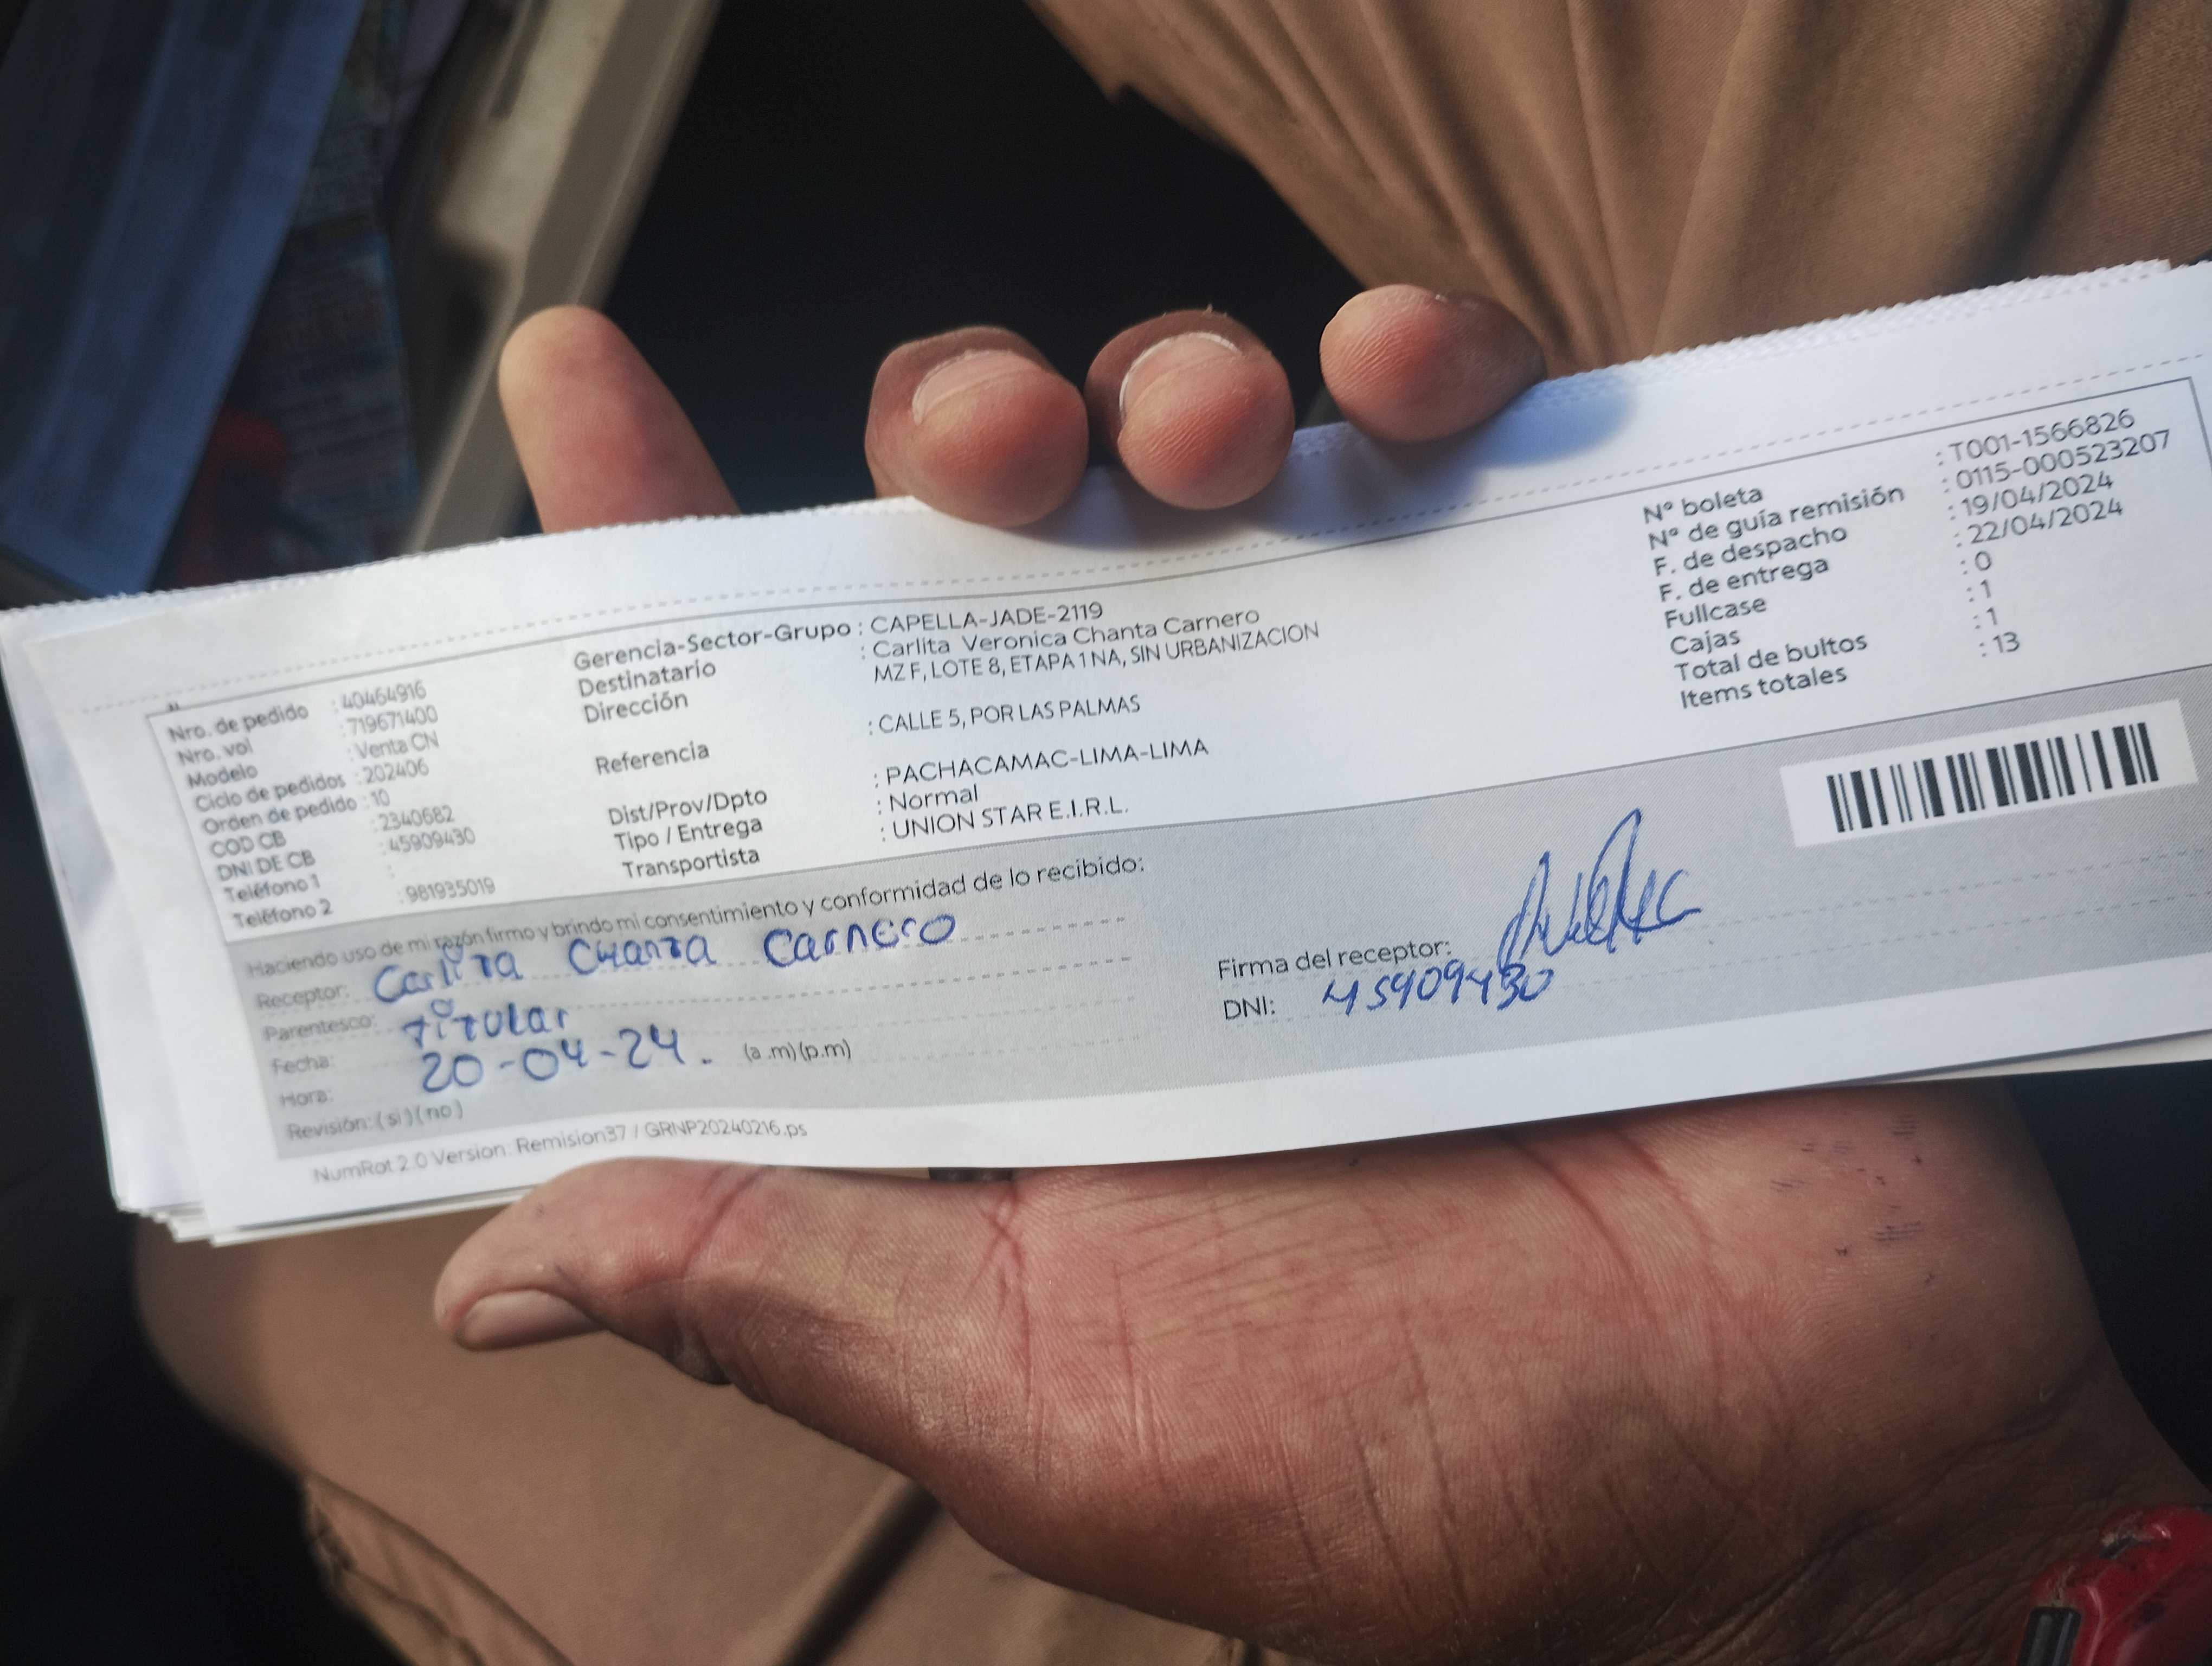 Nro. de pedido : 40464916
Nro. vol : 719671400
Modelo : Venta CN
Ciclo de pedidos : 202406
Orden de pedido : 10
COD CB : 2340682
DNI DE CB : 45909430
Teléfono 1 :
Teléfono 2 : 981935019
Gerencia-Sector-Grupo : CAPELLA-JADE-2119
Destinatario : Carlita Veronica Chanta Carnero
Dirección MZ F, LOTE 8, ETAPA 1 NA, SIN URBANIZACION
Referencia : CALLE 5, POR LAS PALMAS
Dist/Prov/Dpto : PACHACAMAC-LIMA-LIMA
Tipo / Entrega : Normal
Transportista : UNION STAR E.I.R.L.
N° boleta : T001-1566826
N° de guía remisión : 0115-000523207
F. de despacho : 19/04/2024
F. de entrega : 22/04/2024
Fullcase : 0
Cajas : 1
Total de bultos : 1
Items totales : 13
Haciendo uso de mi razón firmo y brindo mi consentimiento y conformidad de lo recibido:
Receptor: Carlita Chanta Carnero
Parentesco: Titular
Fecha: 20-04-24.
Hora: (a.m)(p.m)
Revisión: (si)(no)
Firma del receptor:
DNI: 45909430
NumRot 2.0 Version: Remision37 / GRNP20240216.ps